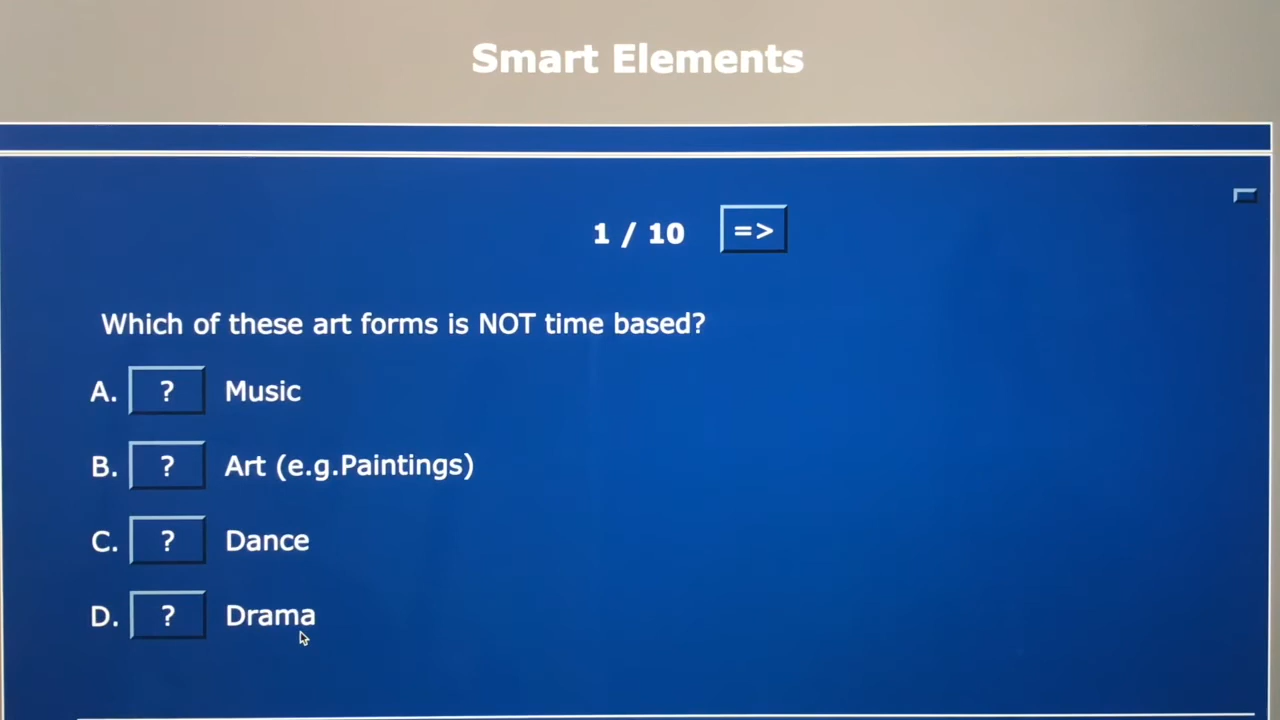 Smart Elements
1 / 10 =>
Which of these art forms is NOT time based?
A. ? Music
B. ? Art (e.g.Paintings)
C. ? Dance
D. ? Drama